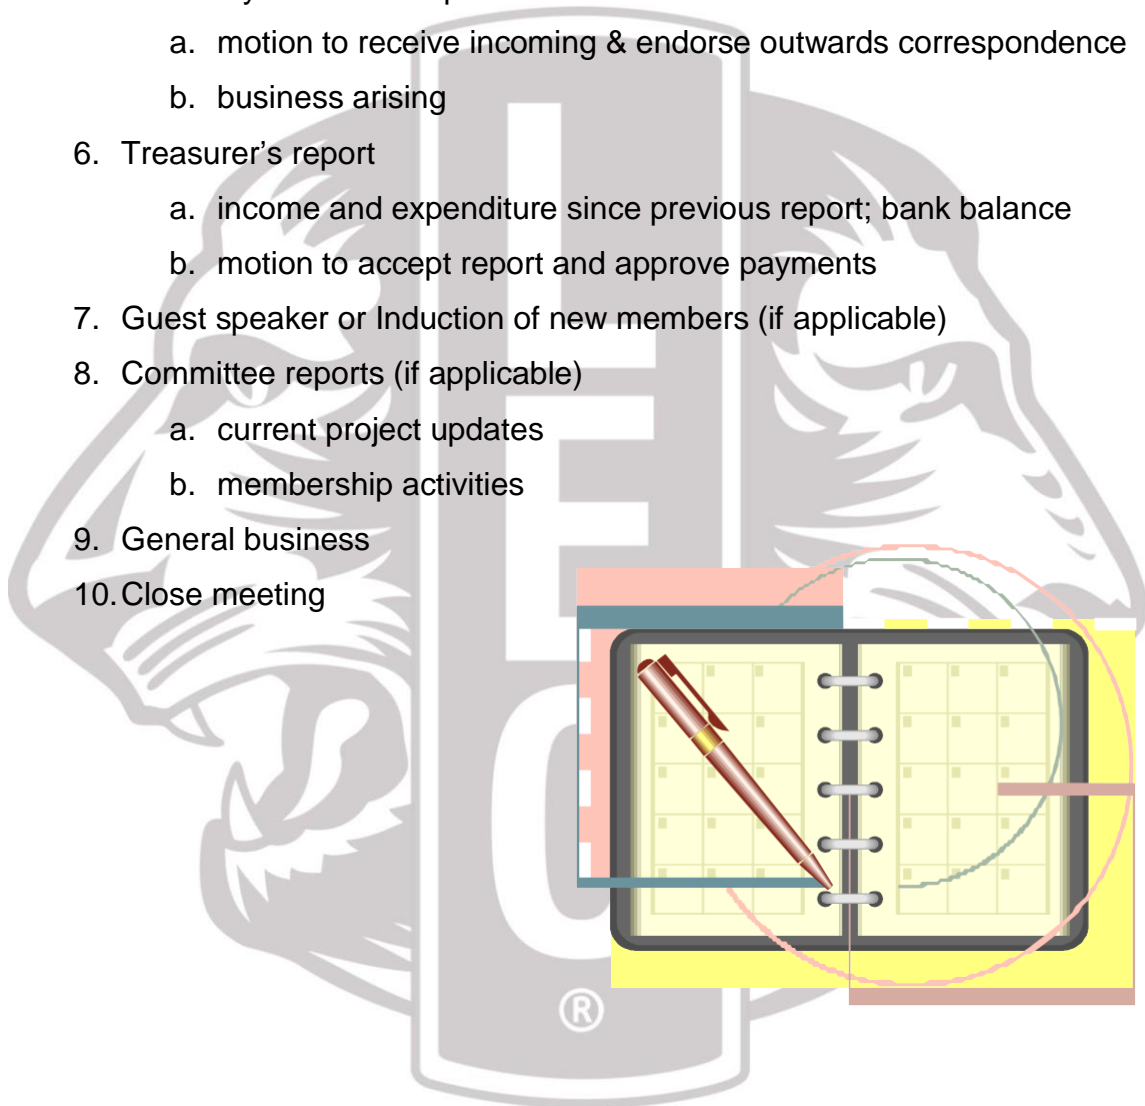 a. motion to receive incoming & endorse outwards correspondence
b. business arising
6. Treasurer’s report
a. income and expenditure since previous report; bank balance
b. motion to accept report and approve payments
7. Guest speaker or Induction of new members (if applicable)
8. Committee reports (if applicable)
a. current project updates
b. membership activities
9. General business
10. Close meeting
LEO
®